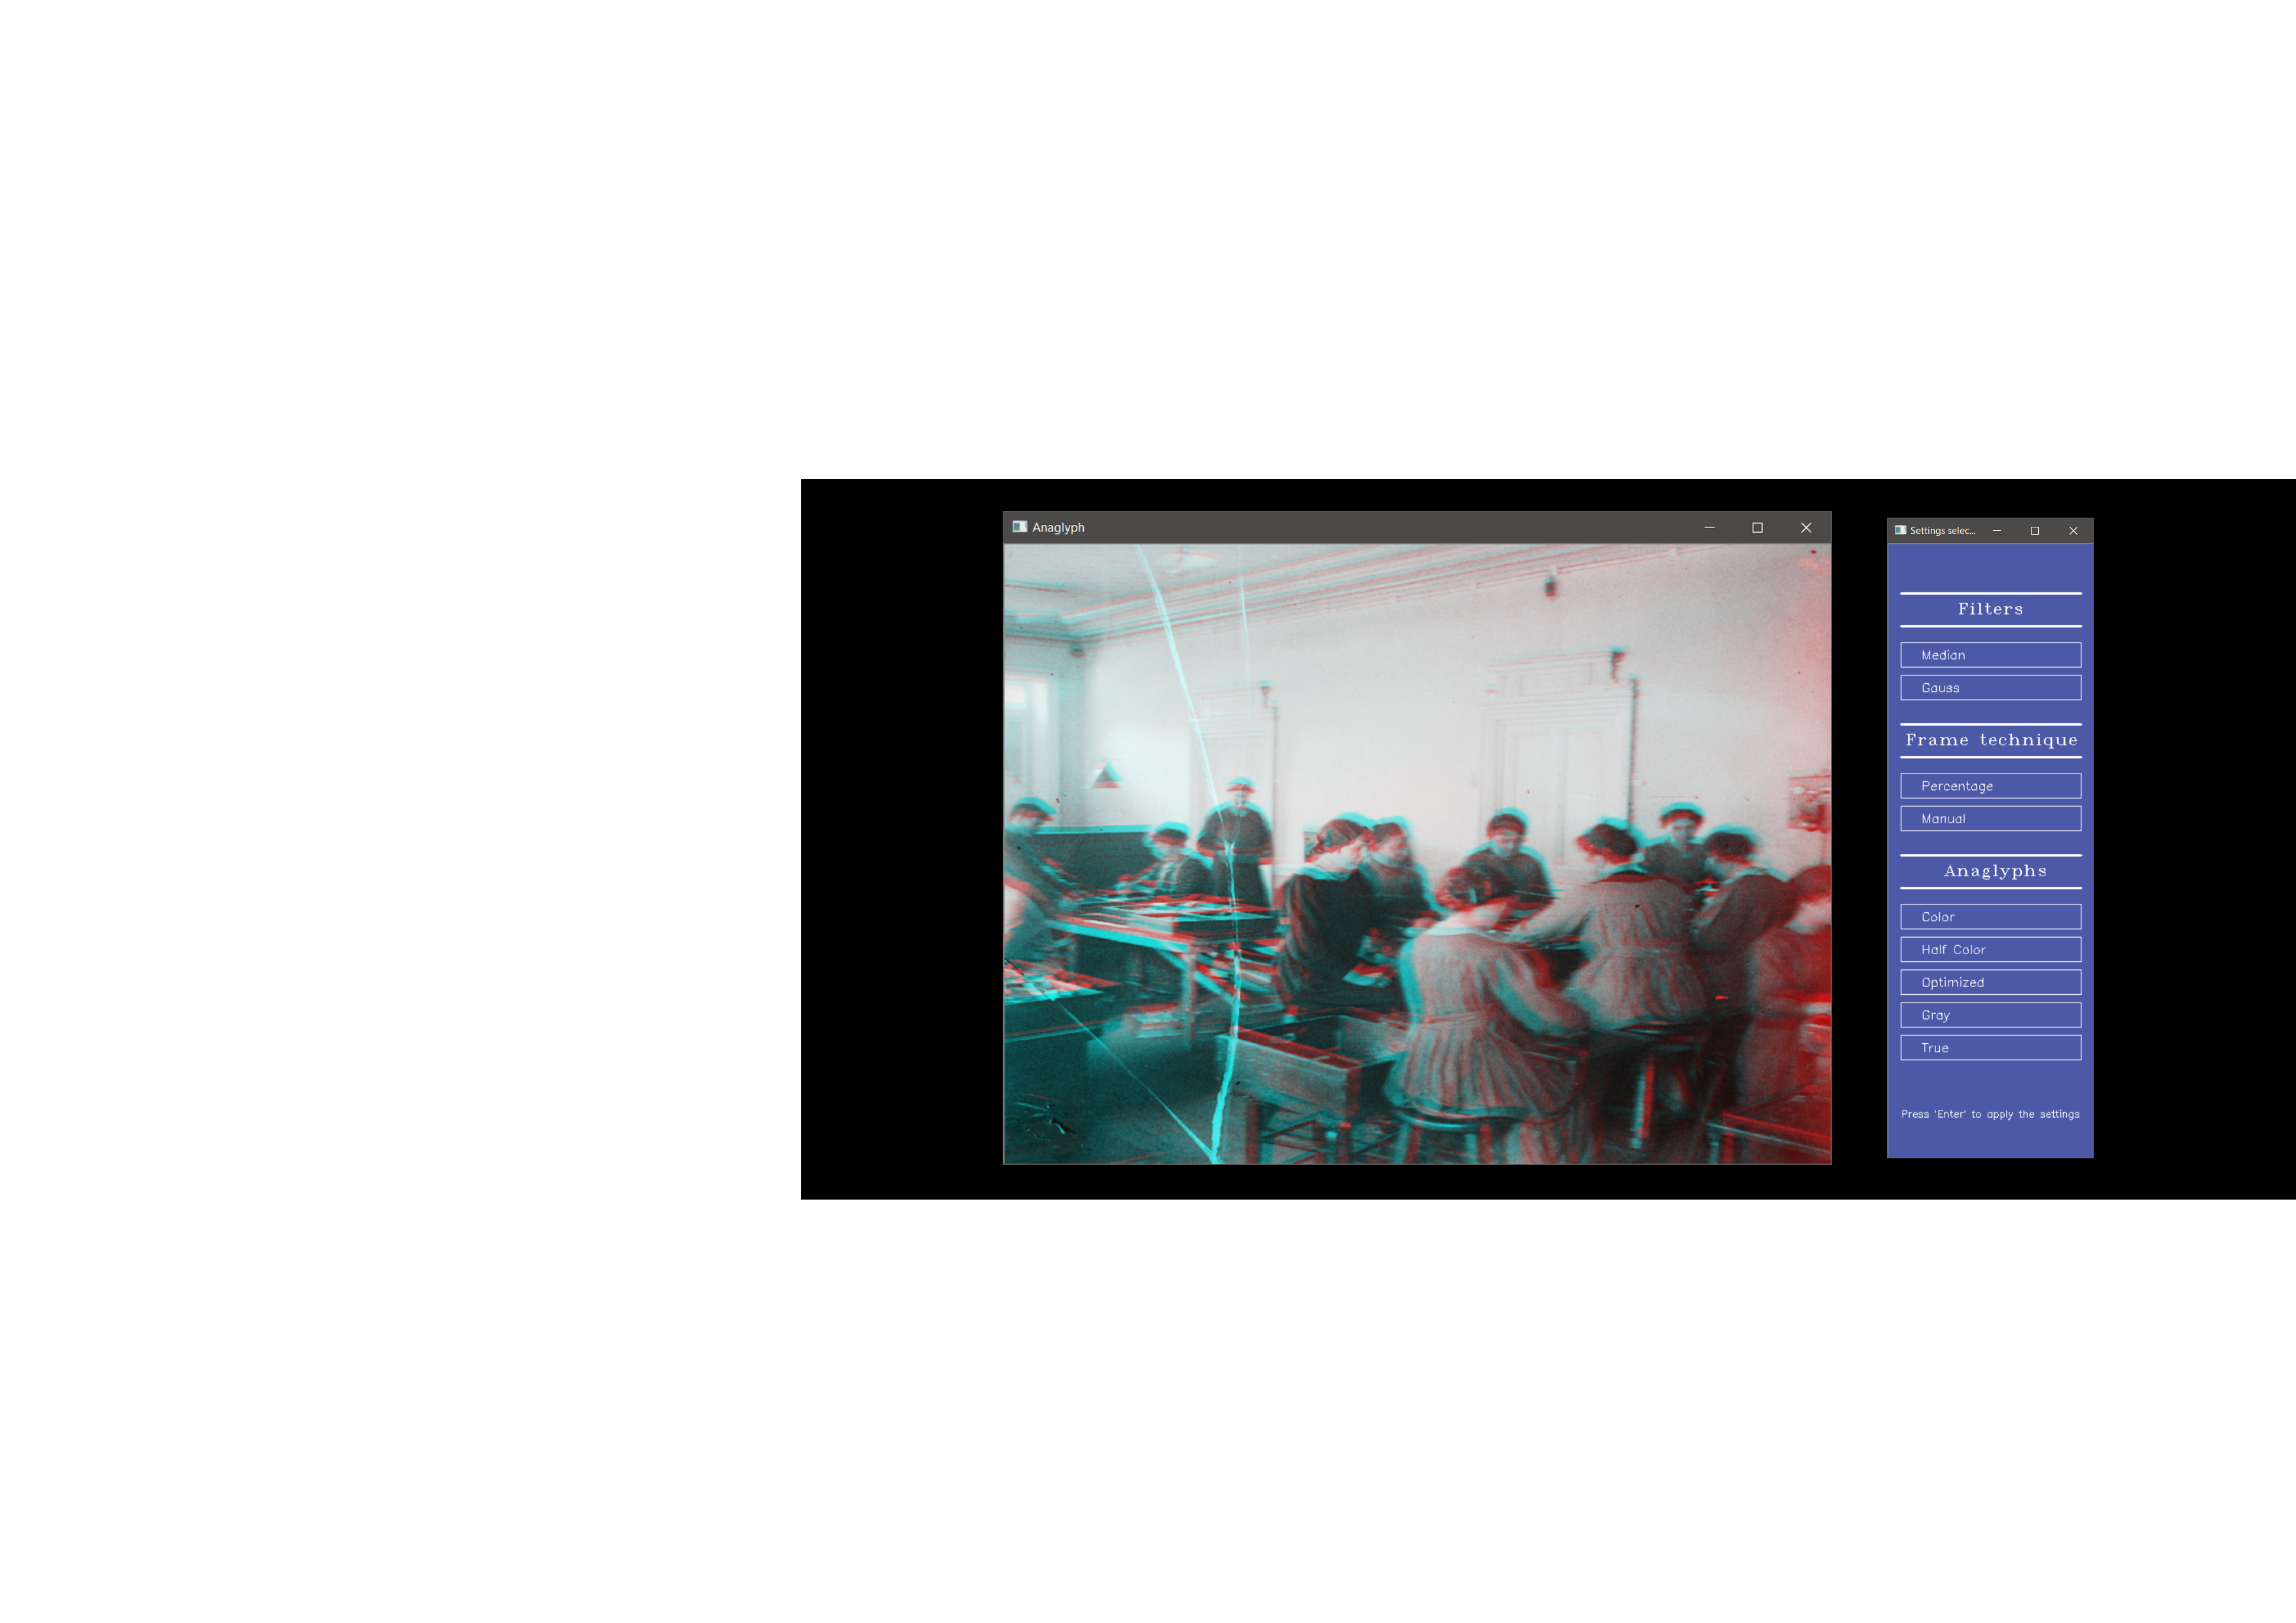 Anaglyph
Settings selec...
Filters
Median
Gauss
Frame technique
Percentage
Manual
Anaglyphs
Color
Half Color
Optimized
Gray
True
Press 'Enter' to apply the settings